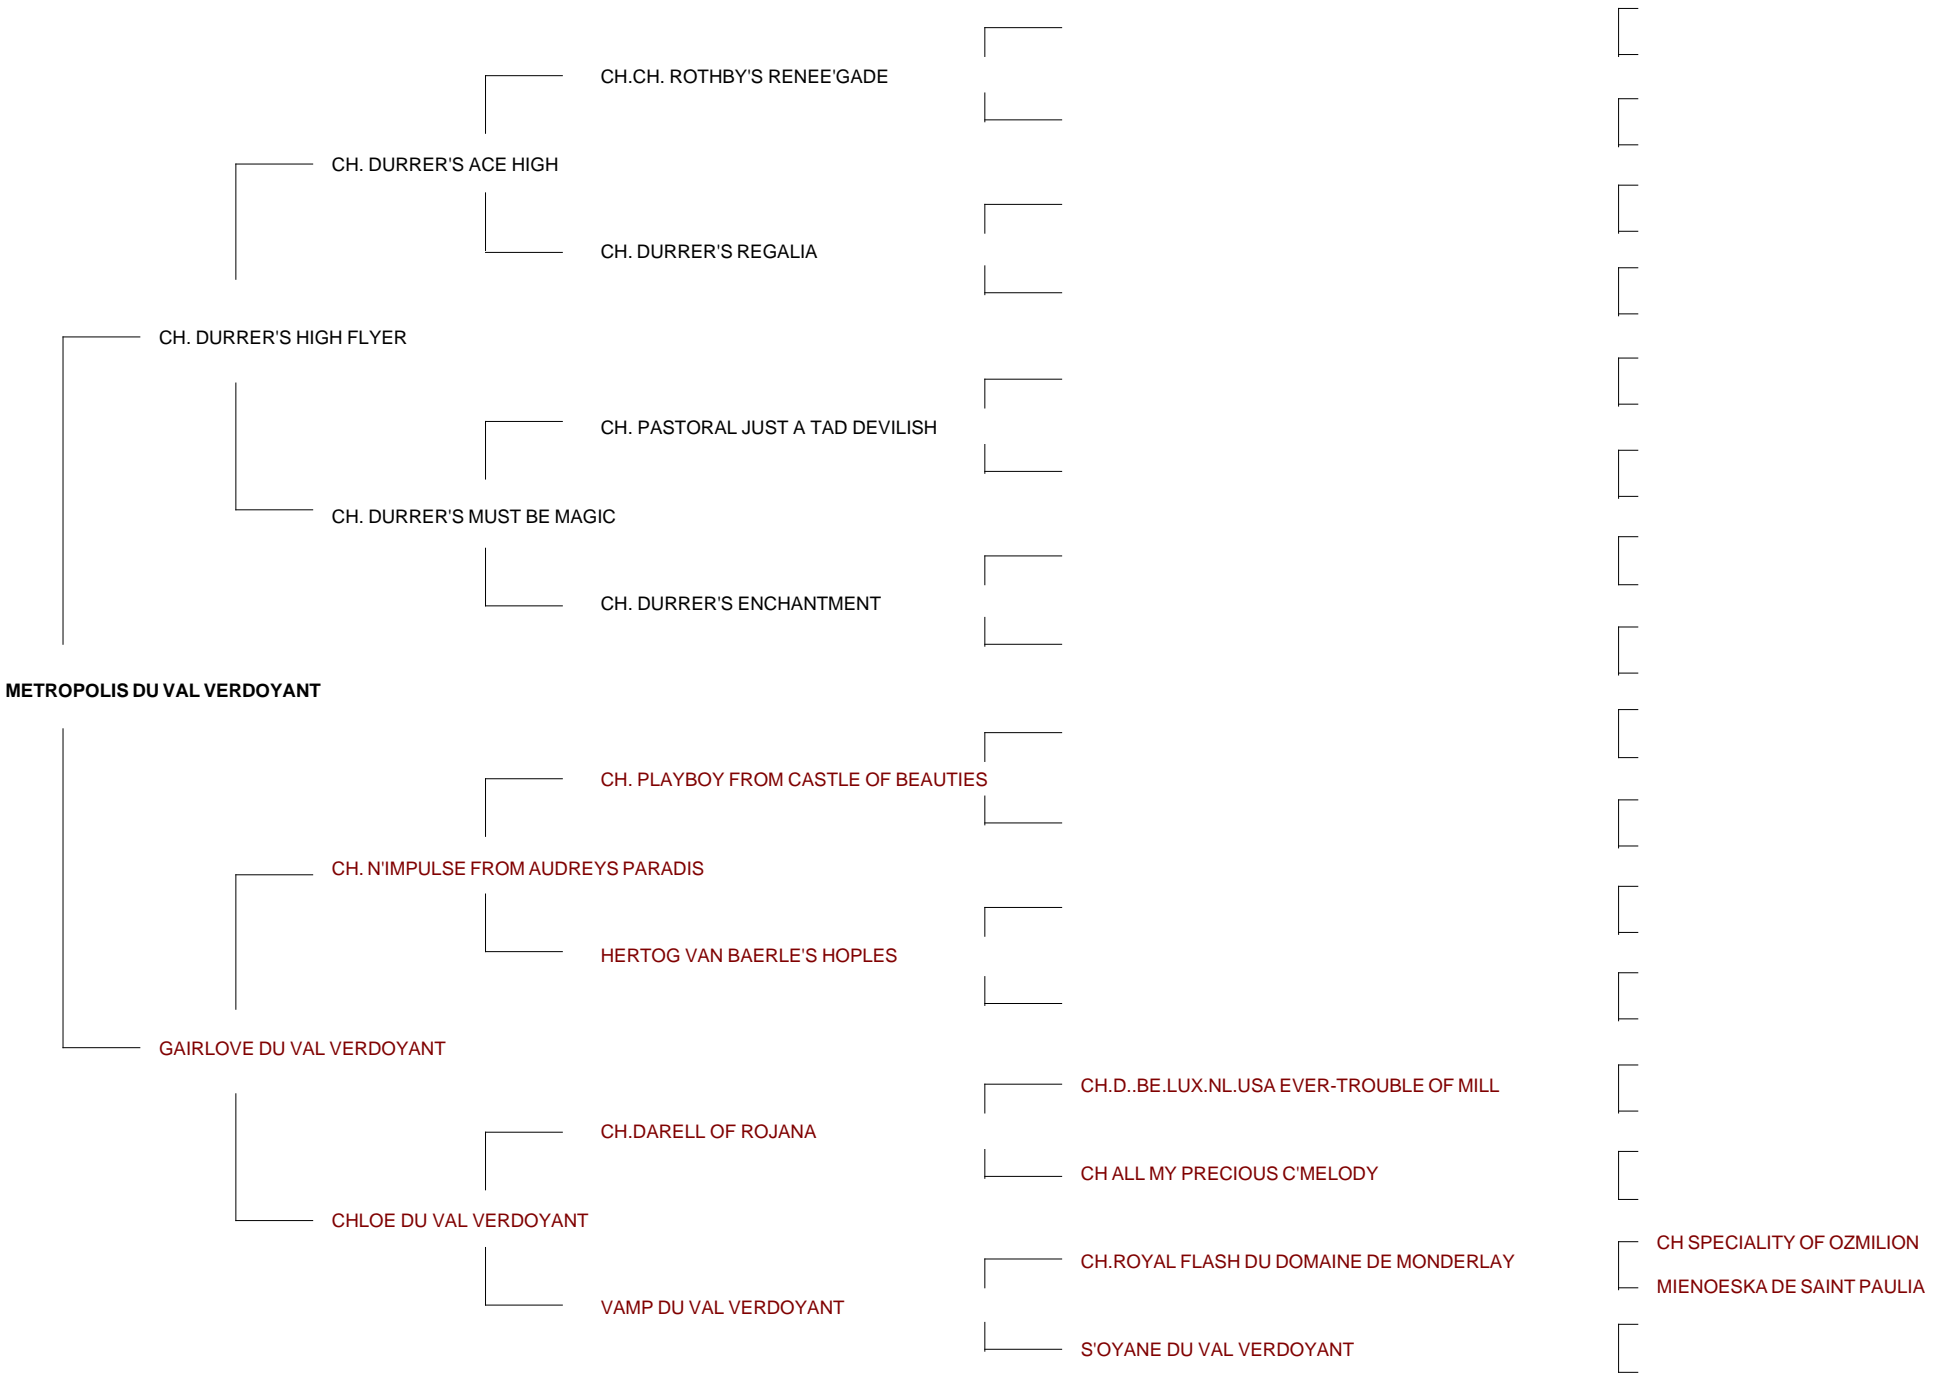 CH.CH. ROTHBY'S RENEE'GADE
CH. DURRER'S ACE HIGH
CH. DURRER'S REGALIA
CH. DURRER'S HIGH FLYER
CH. PASTORAL JUST A TAD DEVILISH
CH. DURRER'S MUST BE MAGIC
CH. DURRER'S ENCHANTMENT
METROPOLIS DU VAL VERDOYANT
CH. PLAYBOY FROM CASTLE OF BEAUTIES
CH. N'IMPULSE FROM AUDREYS PARADIS
HERTOG VAN BAERLE'S HOPLES
GAIRLOVE DU VAL VERDOYANT
CH.D..BE.LUX.NL.USA EVER-TROUBLE OF MILL
CH.DARELL OF ROJANA
CH ALL MY PRECIOUS C'MELODY
CHLOE DU VAL VERDOYANT
CH SPECIALITY OF OZMILION
CH.ROYAL FLASH DU DOMAINE DE MONDERLAY
MIENOESKA DE SAINT PAULIA
VAMP DU VAL VERDOYANT
S'OYANE DU VAL VERDOYANT